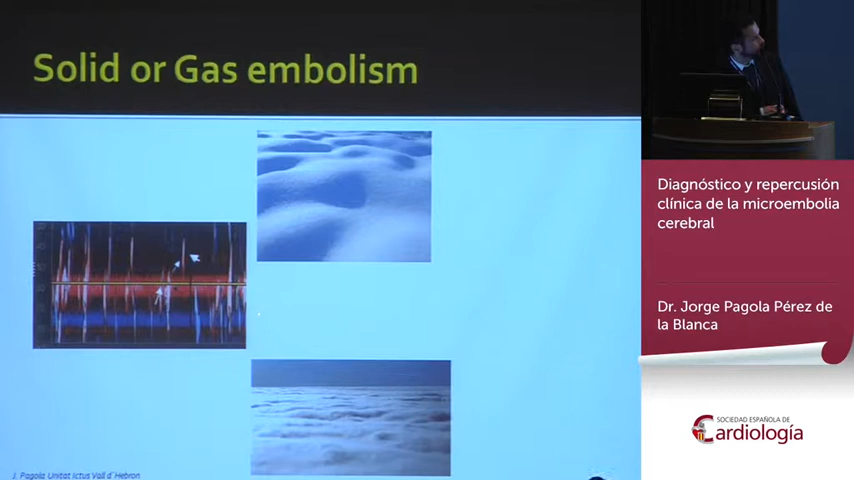 Solid or Gas embolism
J. Pagola Unitat Ictus Vall d´Hebron
Diagnóstico y repercusión
clínica de la microembolia
cerebral
Dr. Jorge Pagola Pérez de
la Blanca
SOCIEDAD ESPAÑOLA DE
Cardiología